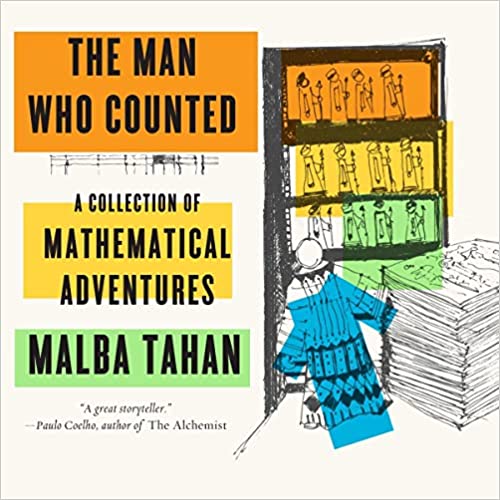 THE MAN
WHO COUNTED
A COLLECTION OF
MATHEMATICAL
ADVENTURES
MALBA TAHAN
“A great storyteller.”
—Paulo Coelho, author of The Alchemist